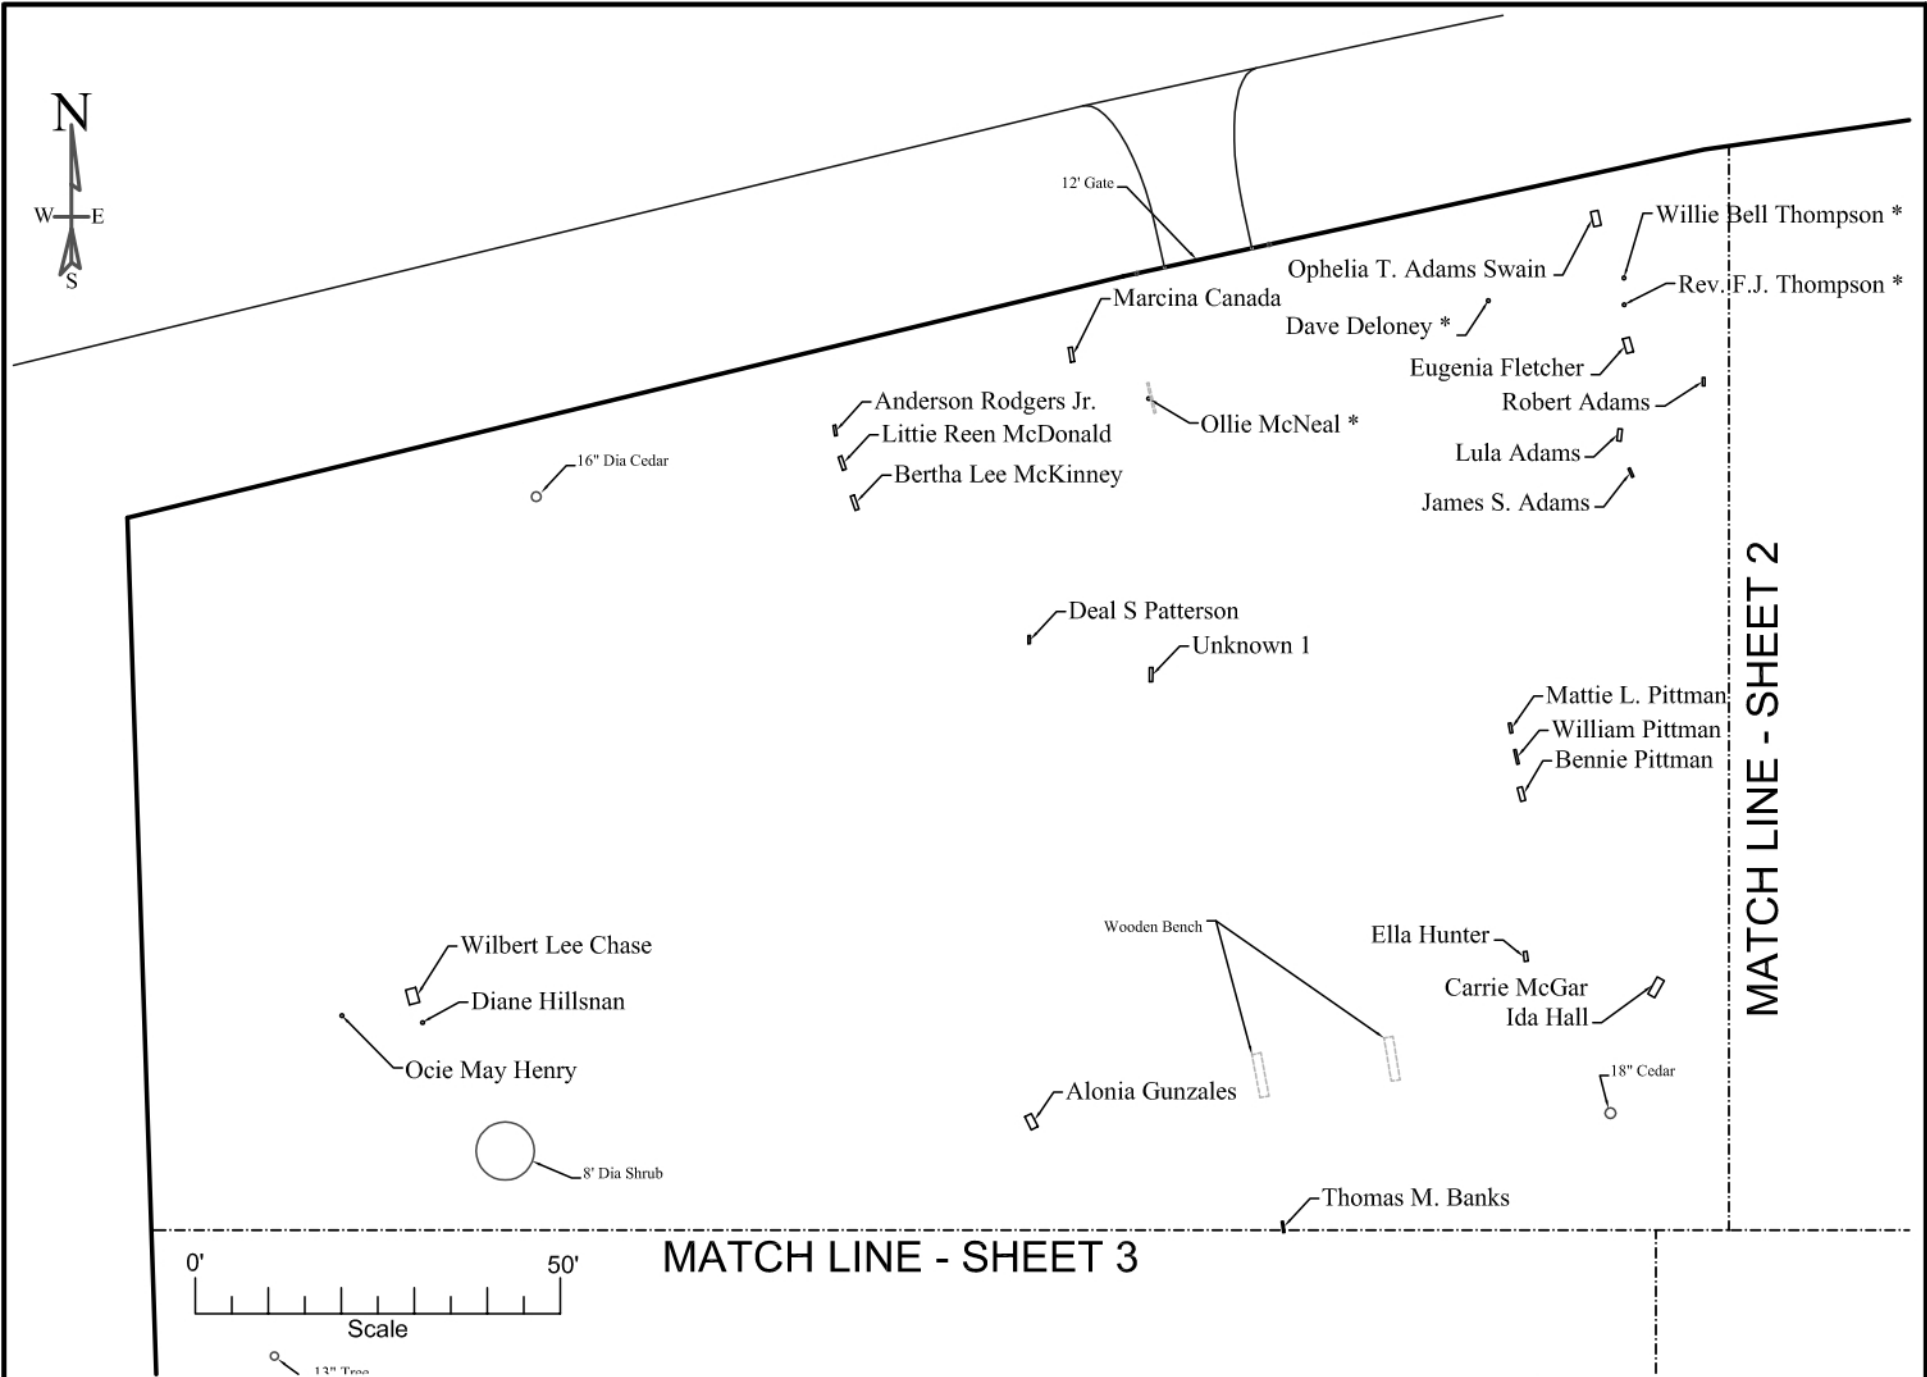 N
W E
S
12' Gate
Willie Bell Thompson *
Ophelia T. Adams Swain
Rev. F.J. Thompson *
Marcina Canada
Dave Deloney *
Eugenia Fletcher
Anderson Rodgers Jr.
Robert Adams
Ollie McNeal *
Littie Reen McDonald
Lula Adams
16" Dia Cedar
Bertha Lee McKinney
James S. Adams
MATCH LINE - SHEET 2
Deal S Patterson
Unknown 1
Mattie L. Pittman
William Pittman
Bennie Pittman
Wooden Bench
Ella Hunter
Wilbert Lee Chase
Carrie McGar
Diane Hillsnan
Ida Hall
Ocie May Henry
18" Cedar
Alonia Gunzales
8' Dia Shrub
Thomas M. Banks
MATCH LINE - SHEET 3
0' 50'
Scale
13" Tree